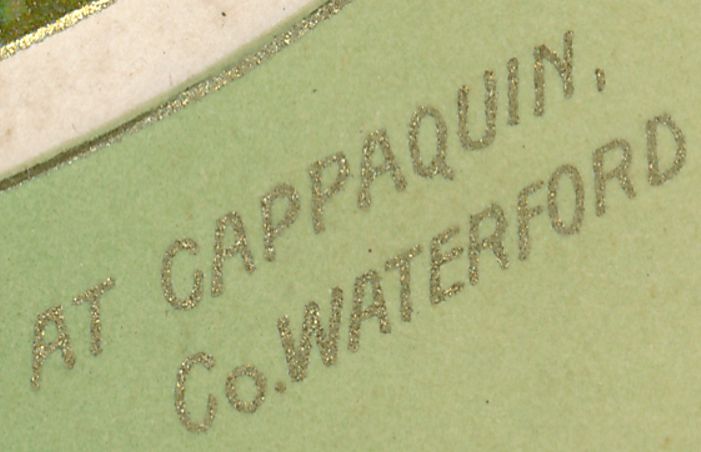 AT CAPPAQUIN,
Co. WATERFORD